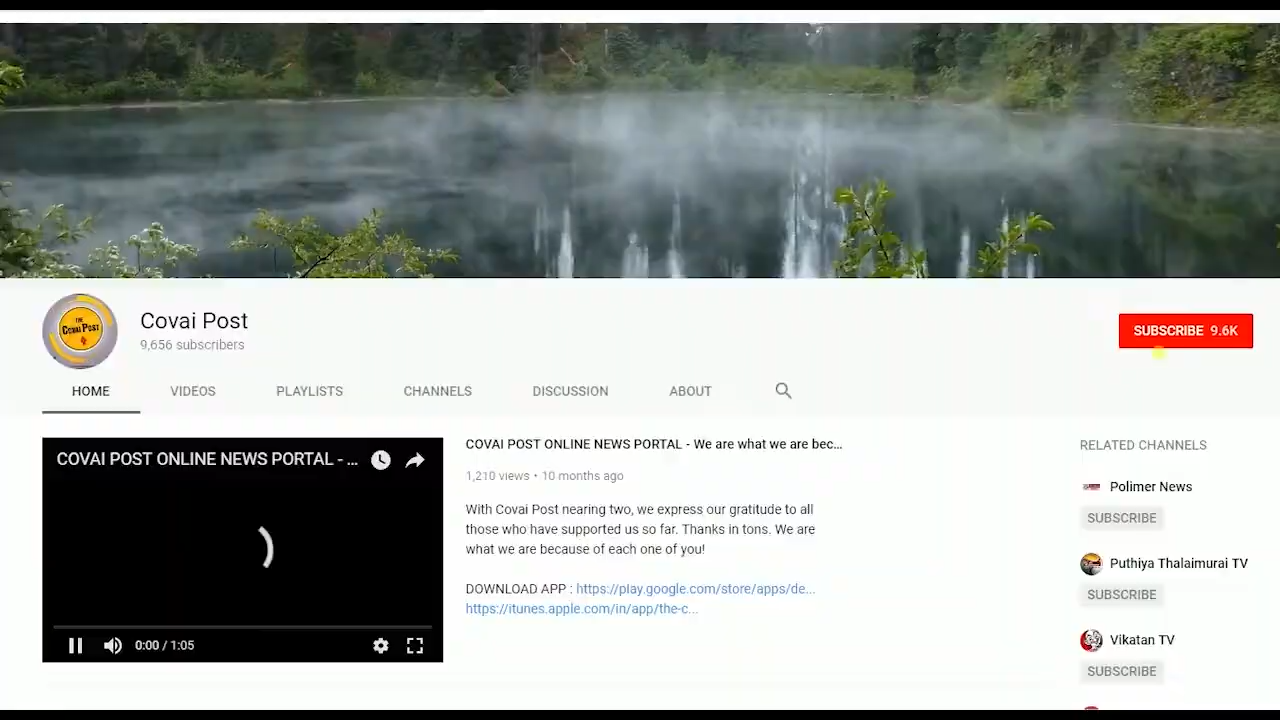 THE
COVAI POST
Covai Post
9,656 subscribers
SUBSCRIBE 9.6K
HOME
VIDEOS
PLAYLISTS
CHANNELS
DISCUSSION
ABOUT
COVAI POST ONLINE NEWS PORTAL - ...
0:00 / 1:05
COVAI POST ONLINE NEWS PORTAL - We are what we are bec...
1,210 views • 10 months ago
With Covai Post nearing two, we express our gratitude to all
those who have supported us so far. Thanks in tons. We are
what we are because of each one of you!
DOWNLOAD APP : https://play.google.com/store/apps/de...
https://itunes.apple.com/in/app/the-c...
RELATED CHANNELS
Polimer News
SUBSCRIBE
Puthiya Thalaimurai TV
SUBSCRIBE
Vikatan TV
SUBSCRIBE